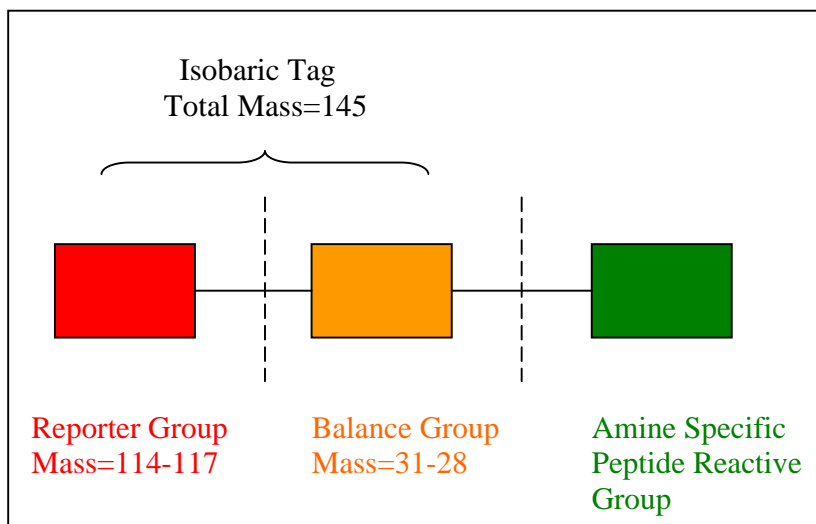 Isobaric Tag
Total Mass=145
Reporter Group
Mass=114-117
Balance Group
Mass=31-28
Amine Specific
Peptide Reactive
Group